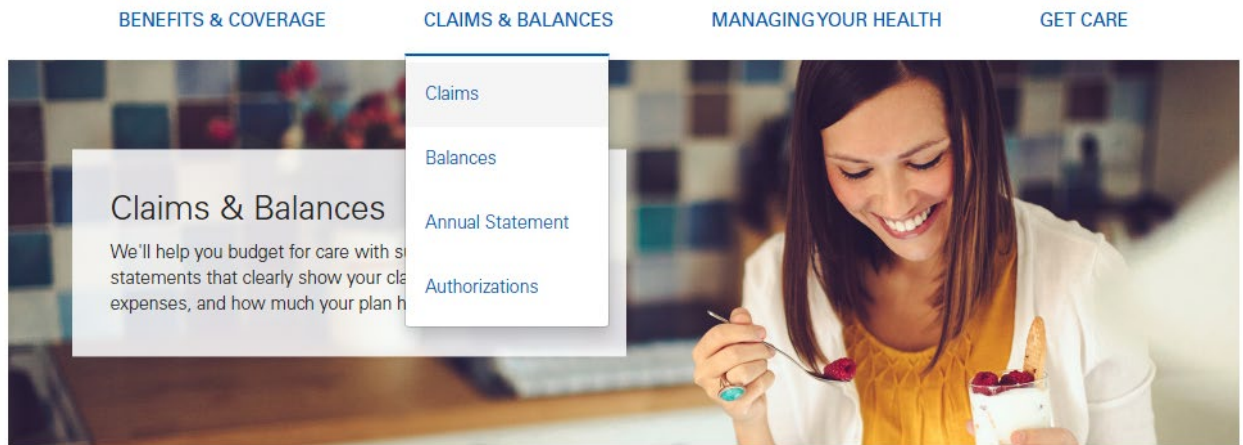 BENEFITS & COVERAGE
CLAIMS & BALANCES
MANAGING YOUR HEALTH
GET CARE
Claims
Balances
Annual Statement
Authorizations
Claims & Balances
We'll help you budget for care with
statements that clearly show your
expenses, and how much your plan